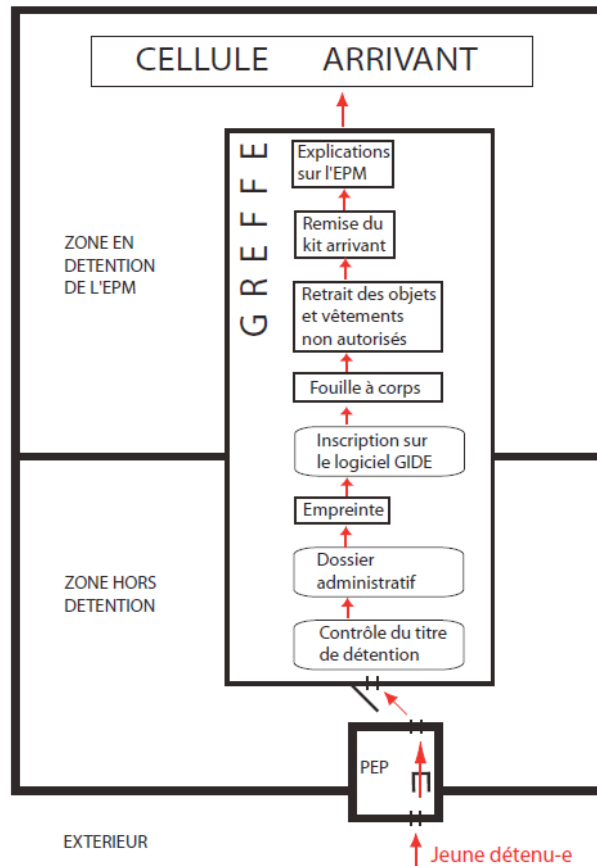 CELLULE ARRIVANT
GREFFE
Explications
sur l'EPM
Remise du
kit arrivant
ZONE EN
DETENTION
DE L'EPM
Retrait des objets
et vêtements
non autorisés
Fouille à corps
Inscription sur
le logiciel GIDE
Empreinte
Dossier
administratif
ZONE HORS
DETENTION
Contrôle du titre
de détention
PEP
EXTERIEUR
Jeune détenu-e